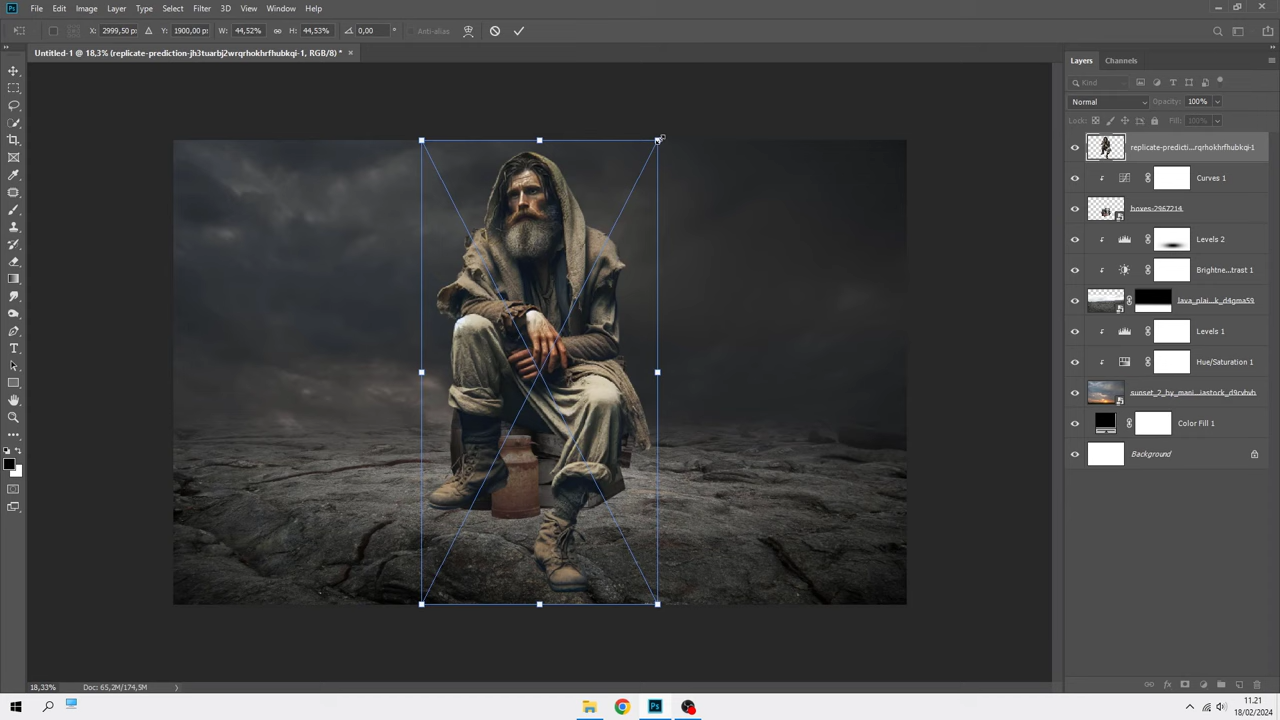 Ps File Edit Image Layer Type Select Filter 3D View Window Help
X: 2999,50 px Y: 1900,00 px W: 44,52% H: 44,53% 0,00 ° Anti-alias
Untitled-1 @ 18,3% (replicate-prediction-jh3tuarbj2wrqrhokhrfhubkqi-1, RGB/8) * ×
Layers Channels
Kind
Normal Opacity: 100%
Lock: Fill: 100%
replicate-predicti...rqrhokhrfhubkqi-1
Curves 1
boxes-2967214
Levels 2
Brightne...trast 1
lava_plai...k_d4gma59
Levels 1
Hue/Saturation 1
Color Fill 1
Background
18,33% Doc: 65,2M/174,5M
Ps
11.21
18/02/2024